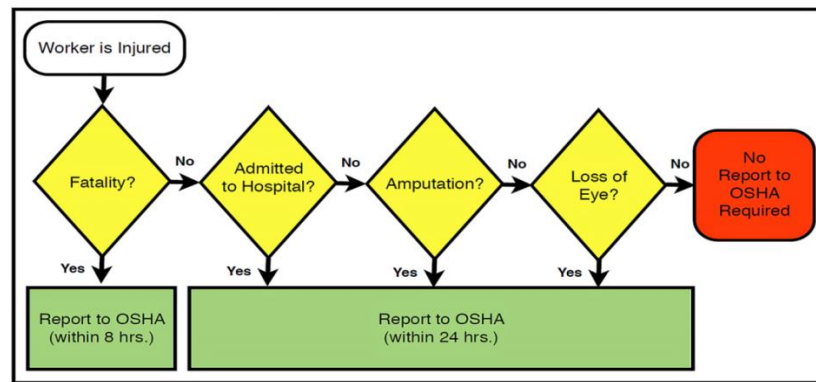 Worker is Injured
Fatality?
No
Admitted
to Hospital?
No
Amputation?
No
Loss of
Eye?
No
No
Report to
OSHA
Required
Yes
Yes
Yes
Yes
Report to OSHA
(within 8 hrs.)
Report to OSHA
(within 24 hrs.)